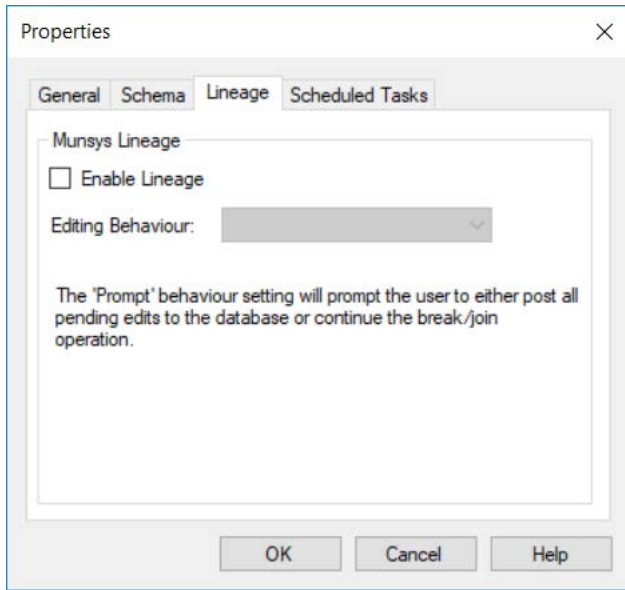 Properties
General Schema Lineage Scheduled Tasks
Munsys Lineage
Enable Lineage
Editing Behaviour:
The 'Prompt' behaviour setting will prompt the user to either post all
pending edits to the database or continue the break/join
operation.
OK Cancel Help